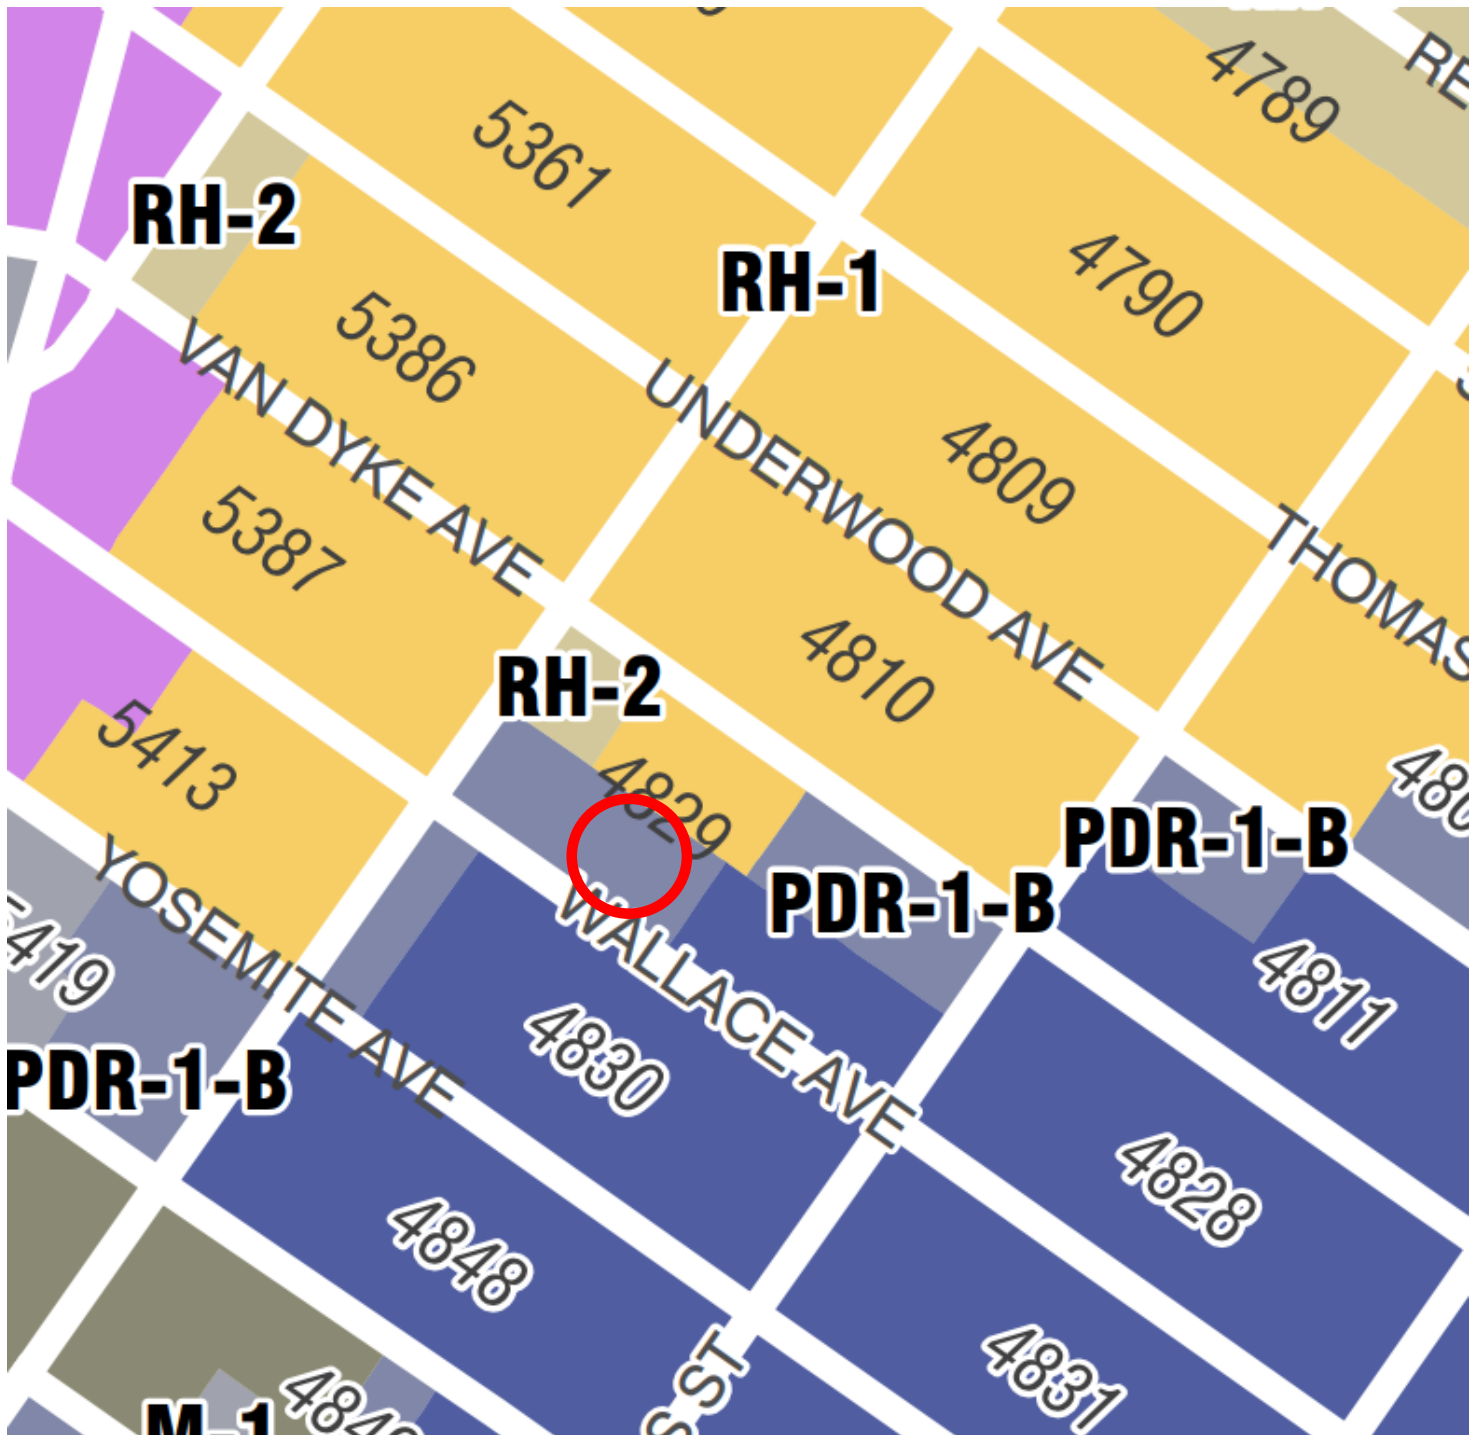 4789
5361
RH-2
4790
RH-1
5386
VAN DYKE AVE
UNDERWOOD AVE
4809
5387
THOMAS
4810
RH-2
5413
4829
PDR-1-B
PDR-1-B
YOSEMITE AVE
WALLACE AVE
5419
4811
4830
PDR-1-B
4828
4848
4831
S ST
M-1